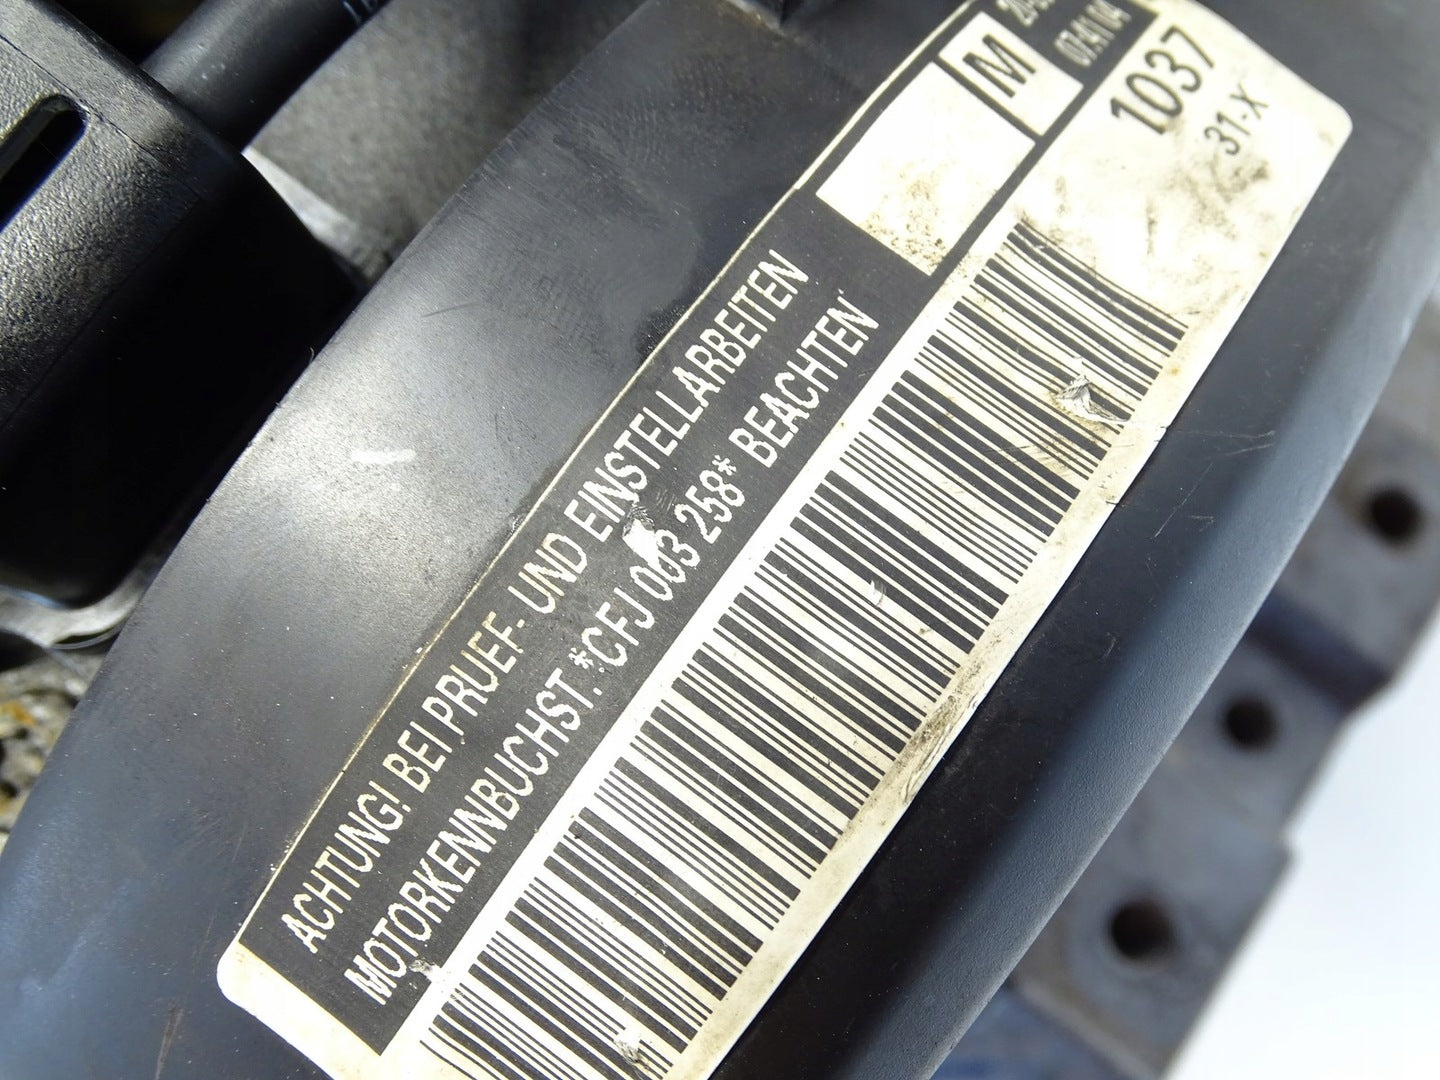 ACHTUNG! BEI PRUEF- UND EINSTELLARBEITEN
MOTORKENNBUCHST. *CFJ 003 258* BEACHTEN
M
1037
31-X